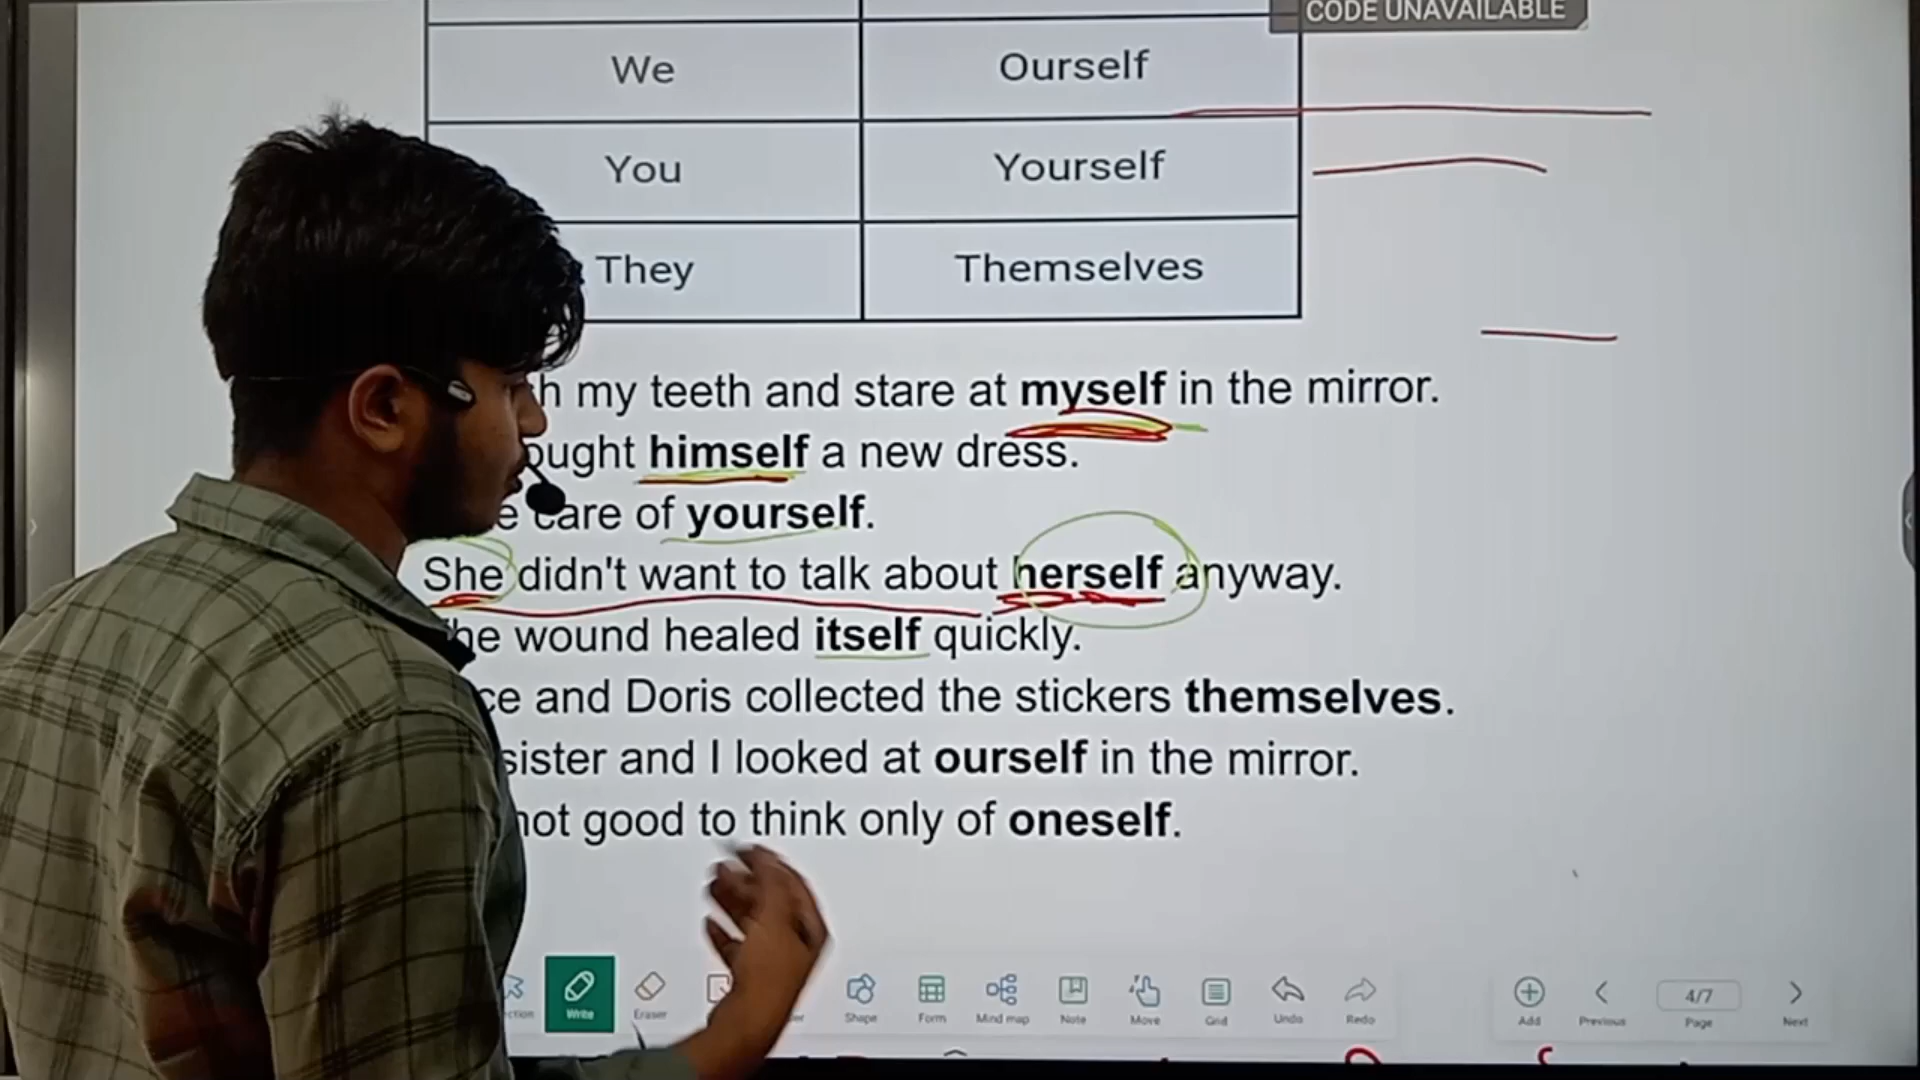 CODE UNAVAILABLE
We Ourself
You Yourself
They Themselves
my teeth and stare at myself in the mirror.
himself a new dress.
care of yourself.
She didn't want to talk about herself anyway.
wound healed itself quickly.
and Doris collected the stickers themselves.
sister and I looked at ourself in the mirror.
not good to think only of oneself.
Write Eraser Shape Form Mind map Note Move Grid Undo Redo Add Previous 4/7 Page Next